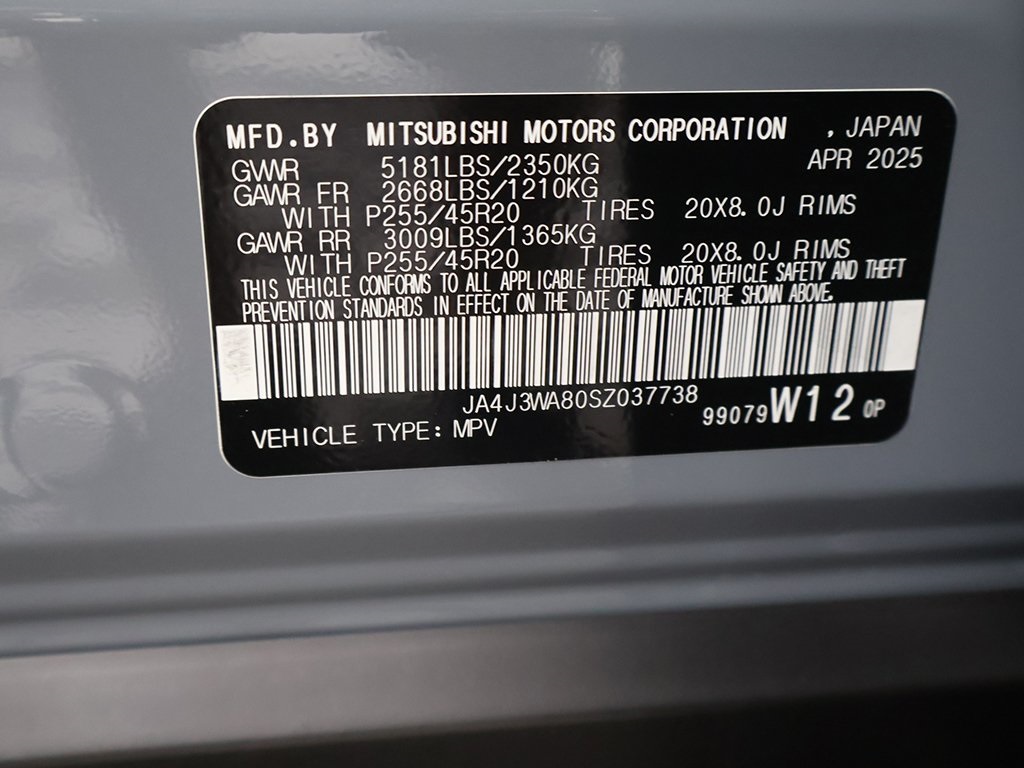 MFD.BY MITSUBISHI MOTORS CORPORATION , JAPAN
APR 2025
GVWR 5181LBS/2350KG
GAWR FR 2668LBS/1210KG
WITH P255/45R20 TIRES 20X8.0J RIMS
GAWR RR 3009LBS/1365KG
WITH P255/45R20 TIRES 20X8.0J RIMS
THIS VEHICLE CONFORMS TO ALL APPLICABLE FEDERAL MOTOR VEHICLE SAFETY AND THEFT
PREVENTION STANDARDS IN EFFECT ON THE DATE OF MANUFACTURE SHOWN ABOVE.
JA4J3WA80SZ037738
99079 W12 0P
VEHICLE TYPE: MPV